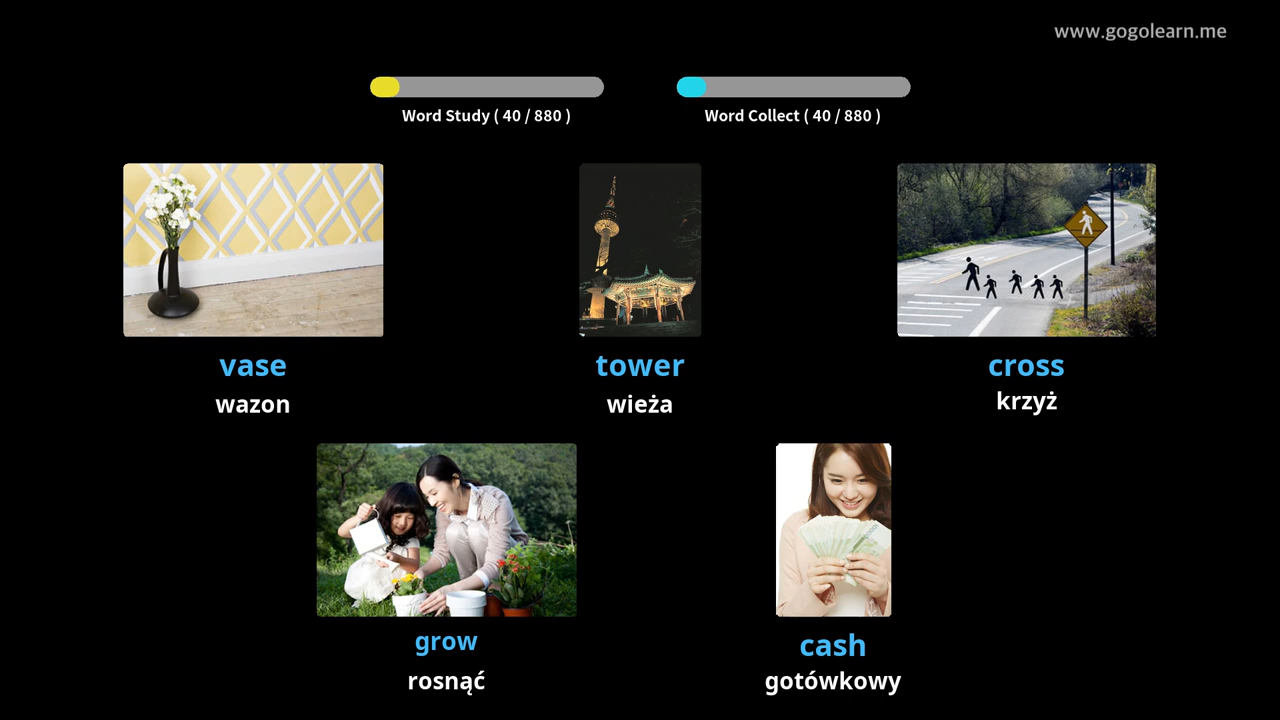 www.gogolearn.me
Word Study ( 40 / 880 )
Word Collect ( 40 / 880 )
vase
wazon
tower
wieża
cross
krzyż
grow
rosnąć
cash
gotówkowy